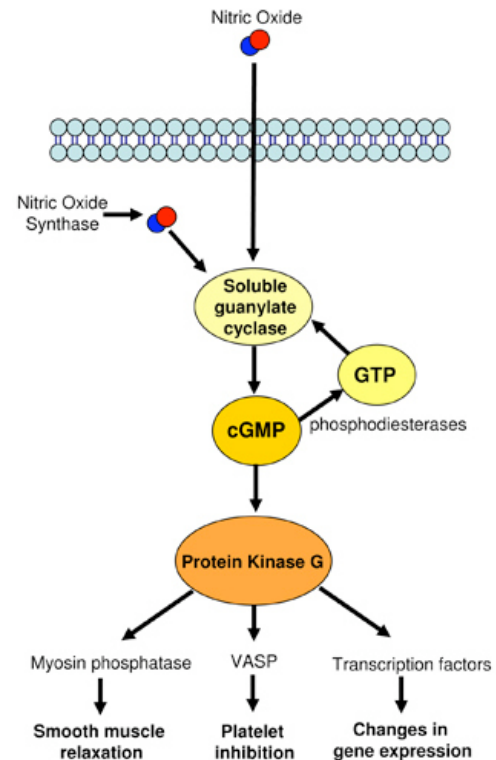 Nitric Oxide
Nitric Oxide
Synthase
Soluble
guanylate
cyclase
GTP
cGMP
phosphodiesterases
Protein Kinase G
Myosin phosphatase
VASP
Transcription factors
Smooth muscle
relaxation
Platelet
inhibition
Changes in
gene expression